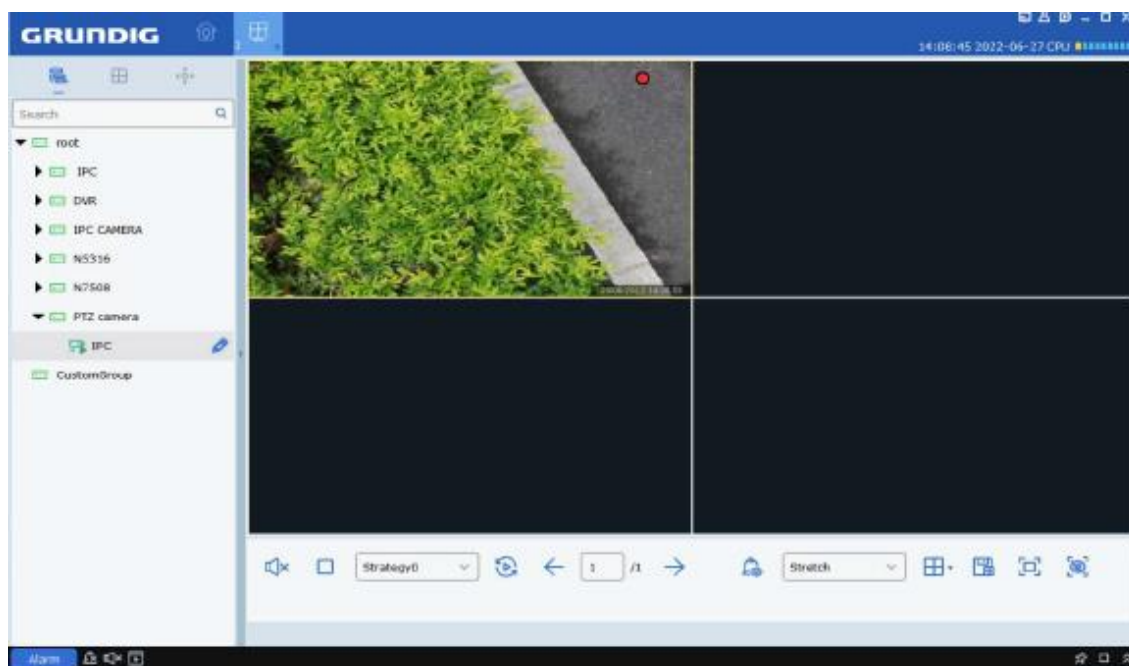 GRUNDIG
14:06:45 2022-06-27 CPU
Search
root
IPC
DVR
IPC CAMERA
N5316
N7508
PTZ camera
IPC
CustomGroup
Strategy0
1 /1
Stretch
Alarm